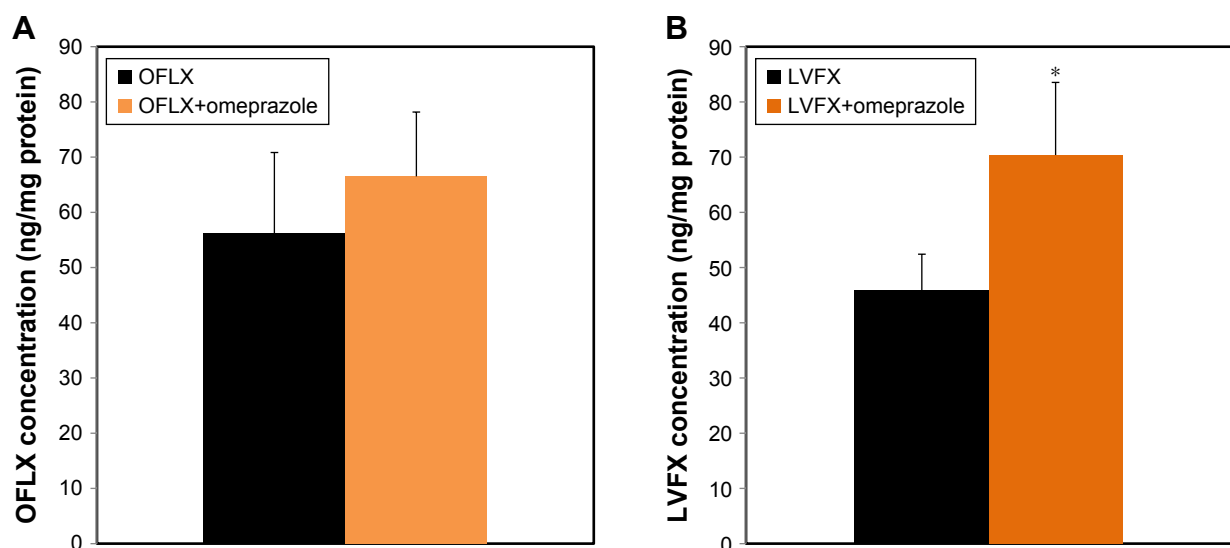 A
OFLX concentration (ng/mg protein)
90
80
70
60
50
40
30
20
10
0
OFLX
OFLX+omeprazole
B
LVFX concentration (ng/mg protein)
90
80
70
60
50
40
30
20
10
0
LVFX
LVFX+omeprazole
*